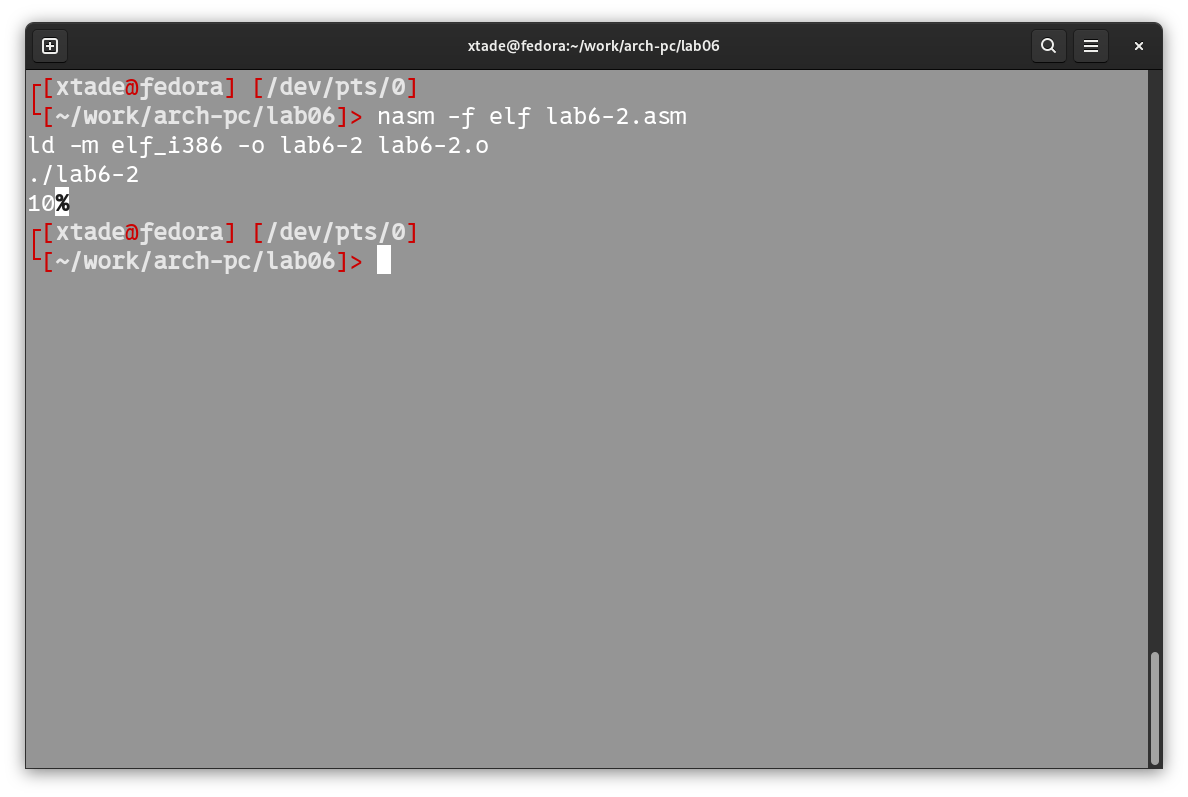 xtade@fedora:~/work/arch-pc/lab06
┌[xtade@fedora] [/dev/pts/0]
└[~/work/arch-pc/lab06]> nasm -f elf lab6-2.asm
ld -m elf_i386 -o lab6-2 lab6-2.o
./lab6-2
10%
┌[xtade@fedora] [/dev/pts/0]
└[~/work/arch-pc/lab06]>